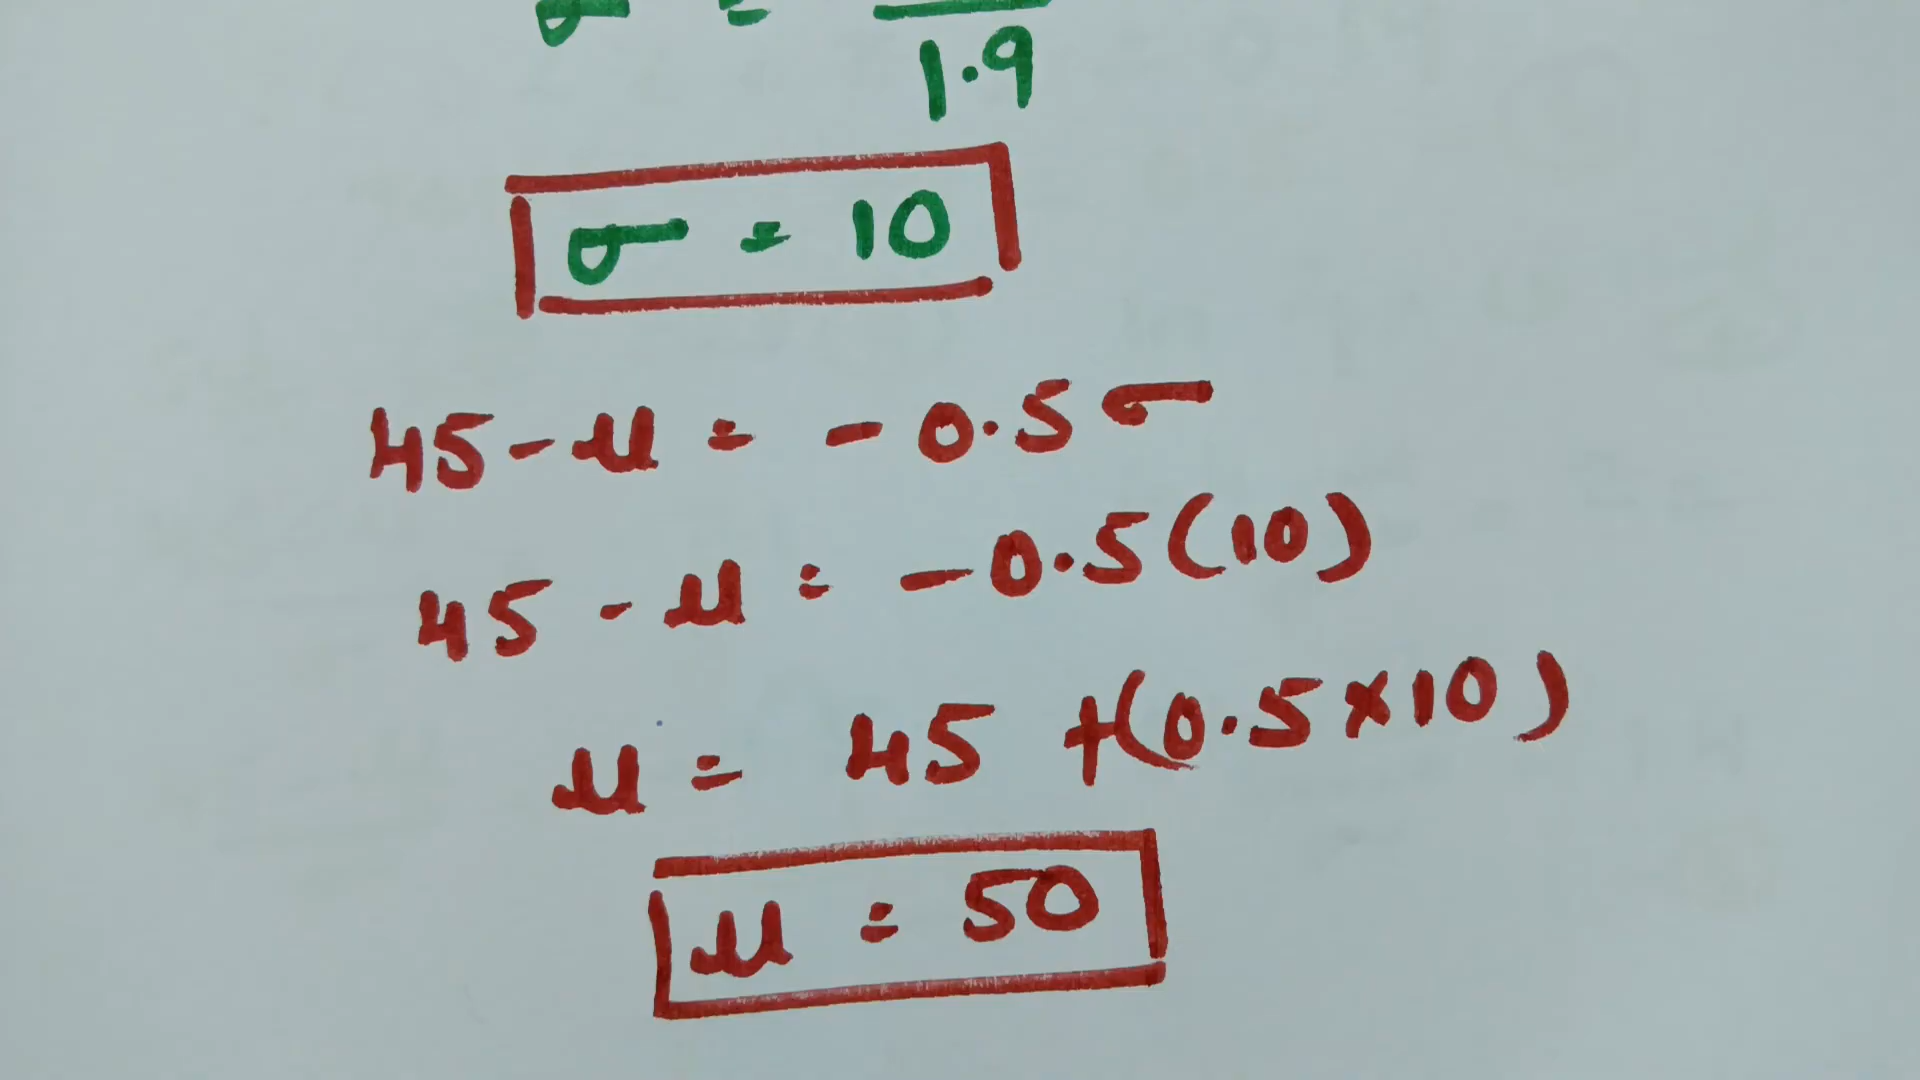 σ =
1.9
σ = 10
45 - μ = - 0.5 σ
45 - μ = - 0.5 (10)
μ = 45 + (0.5 × 10)
μ = 50